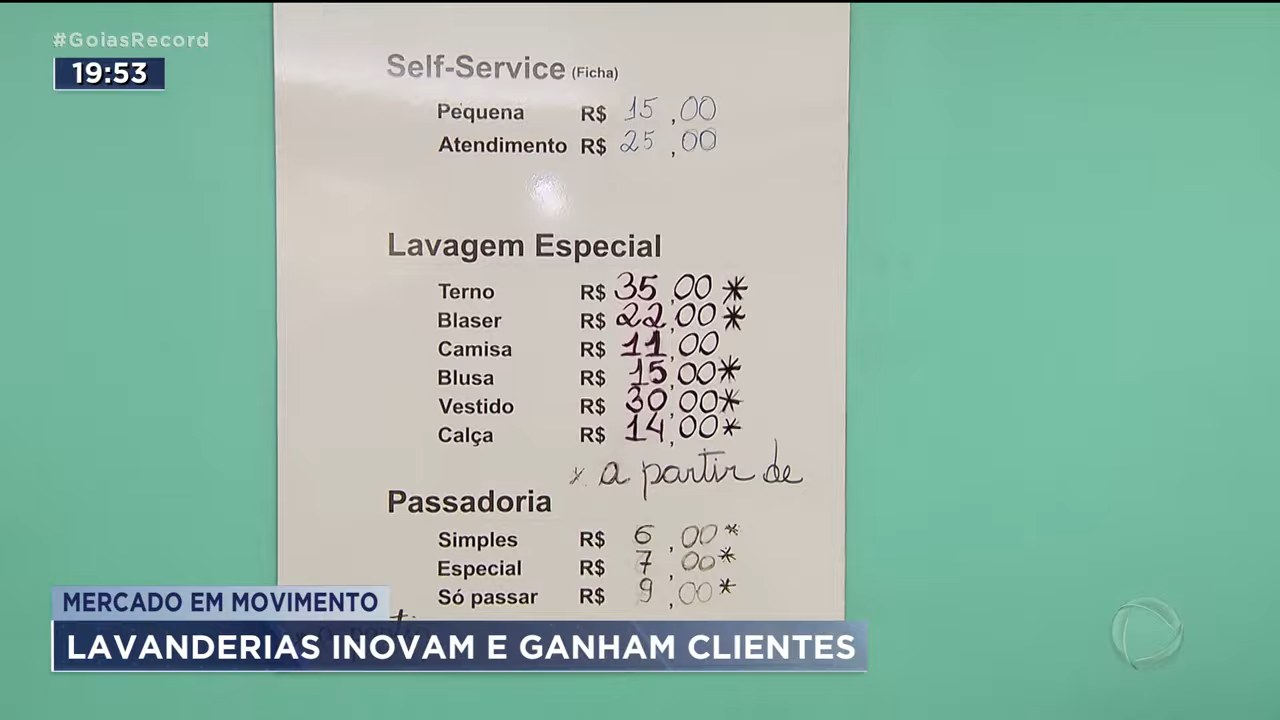 #GoiasRecord
19:53
Self-Service (Ficha)
Pequena R$ 15,00
Atendimento R$ 25,00
Lavagem Especial
Terno R$ 35,00 *
Blaser R$ 22,00 *
Camisa R$ 11,00
Blusa R$ 15,00 *
Vestido R$ 30,00 *
Calça R$ 14,00 *
* a partir de
Passadoria
Simples R$ 6,00 *
Especial R$ 7,00 *
Só passar R$ 9,00 *
MERCADO EM MOVIMENTO
LAVANDERIAS INOVAM E GANHAM CLIENTES